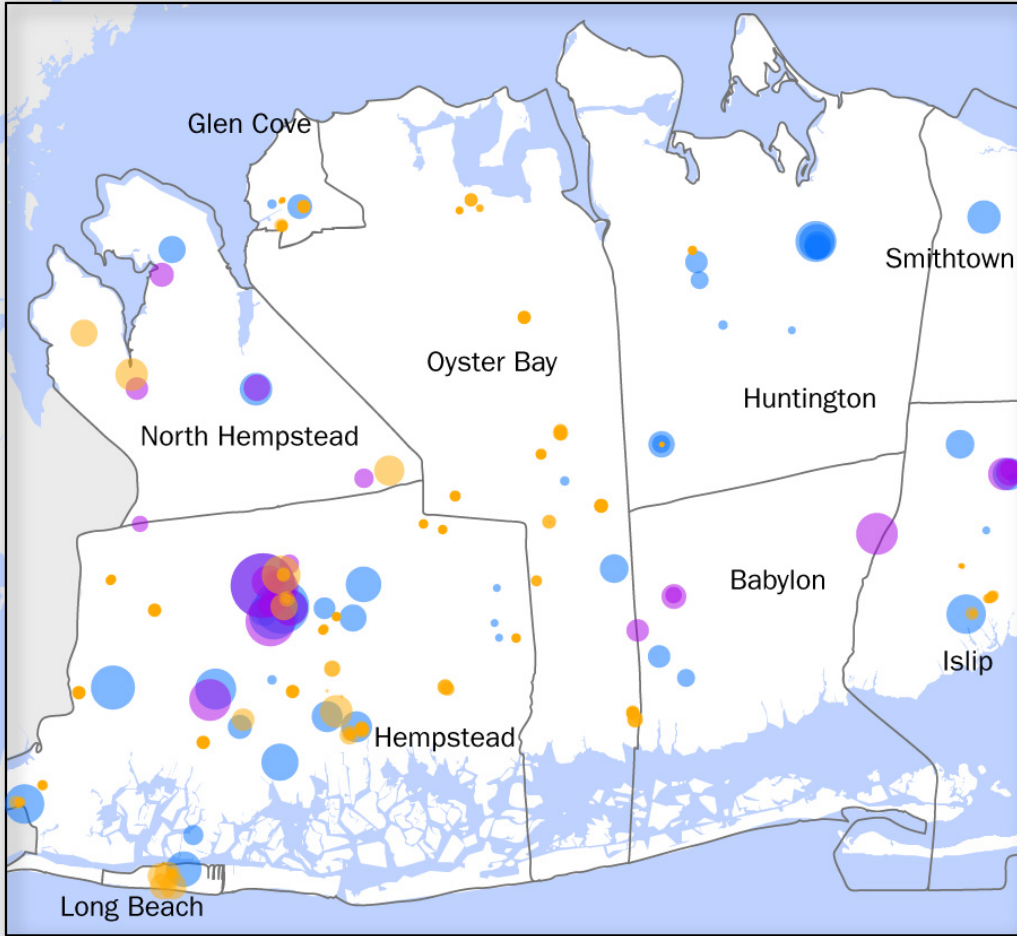 Glen Cove
Smithtown
Oyster Bay
Huntington
North Hempstead
Babylon
Islip
Hempstead
Long Beach